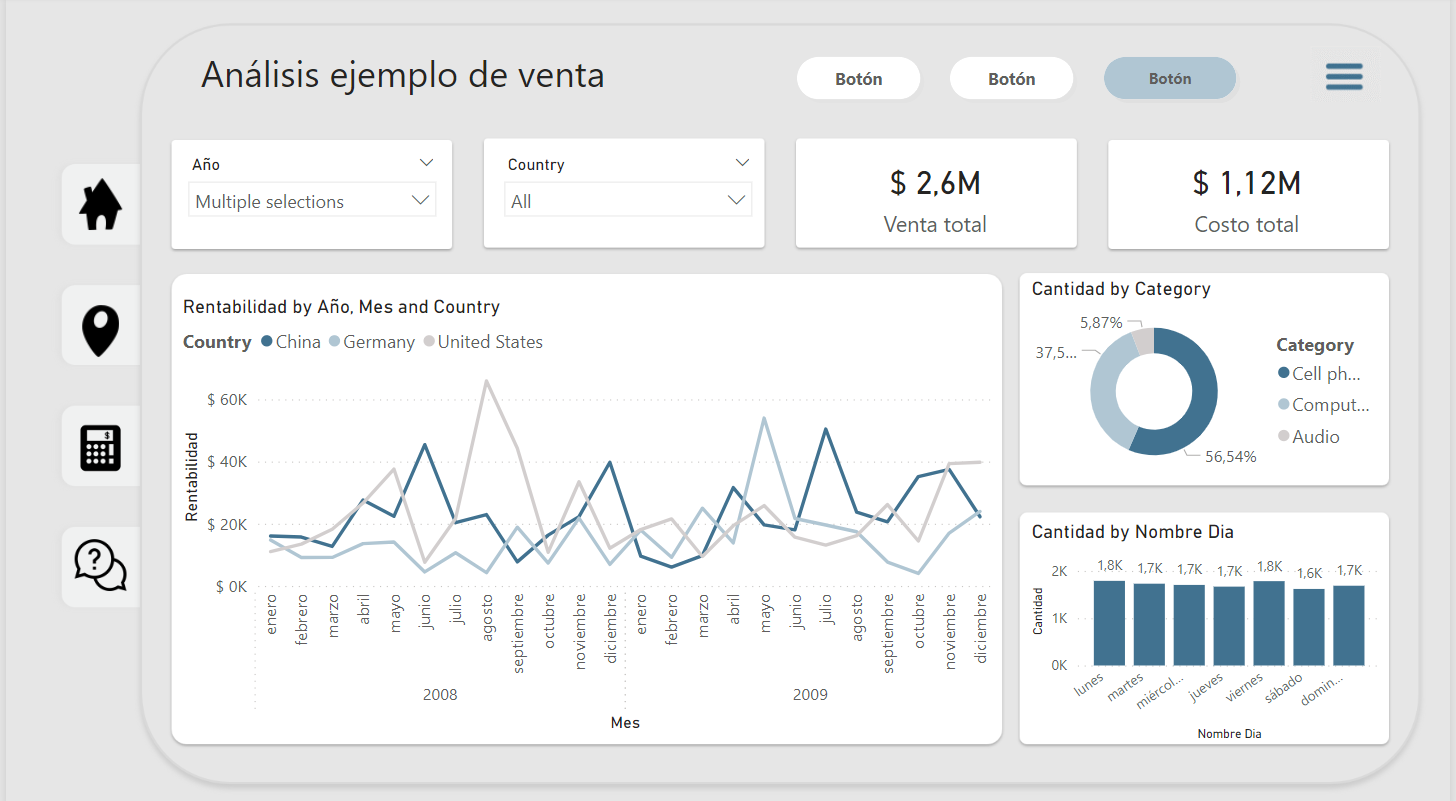 Análisis ejemplo de venta
Botón
Botón
Botón
Año
Multiple selections
Country
All
$ 2,6M
Venta total
$ 1,12M
Costo total
Rentabilidad by Año, Mes and Country
Country China Germany United States
Rentabilidad
$ 60K
$ 40K
$ 20K
$ 0K
enero
febrero
marzo
abril
mayo
junio
julio
agosto
septiembre
octubre
noviembre
diciembre
enero
febrero
marzo
abril
mayo
junio
julio
agosto
septiembre
octubre
noviembre
diciembre
2008
2009
Mes
Cantidad by Category
5,87%
37,5...
56,54%
Category
Cell ph...
Comput...
Audio
Cantidad by Nombre Dia
Cantidad
2K
1K
0K
1,8K
1,7K
1,7K
1,7K
1,8K
1,6K
1,7K
lunes
martes
miércol...
jueves
viernes
sábado
domin...
Nombre Dia
$
?